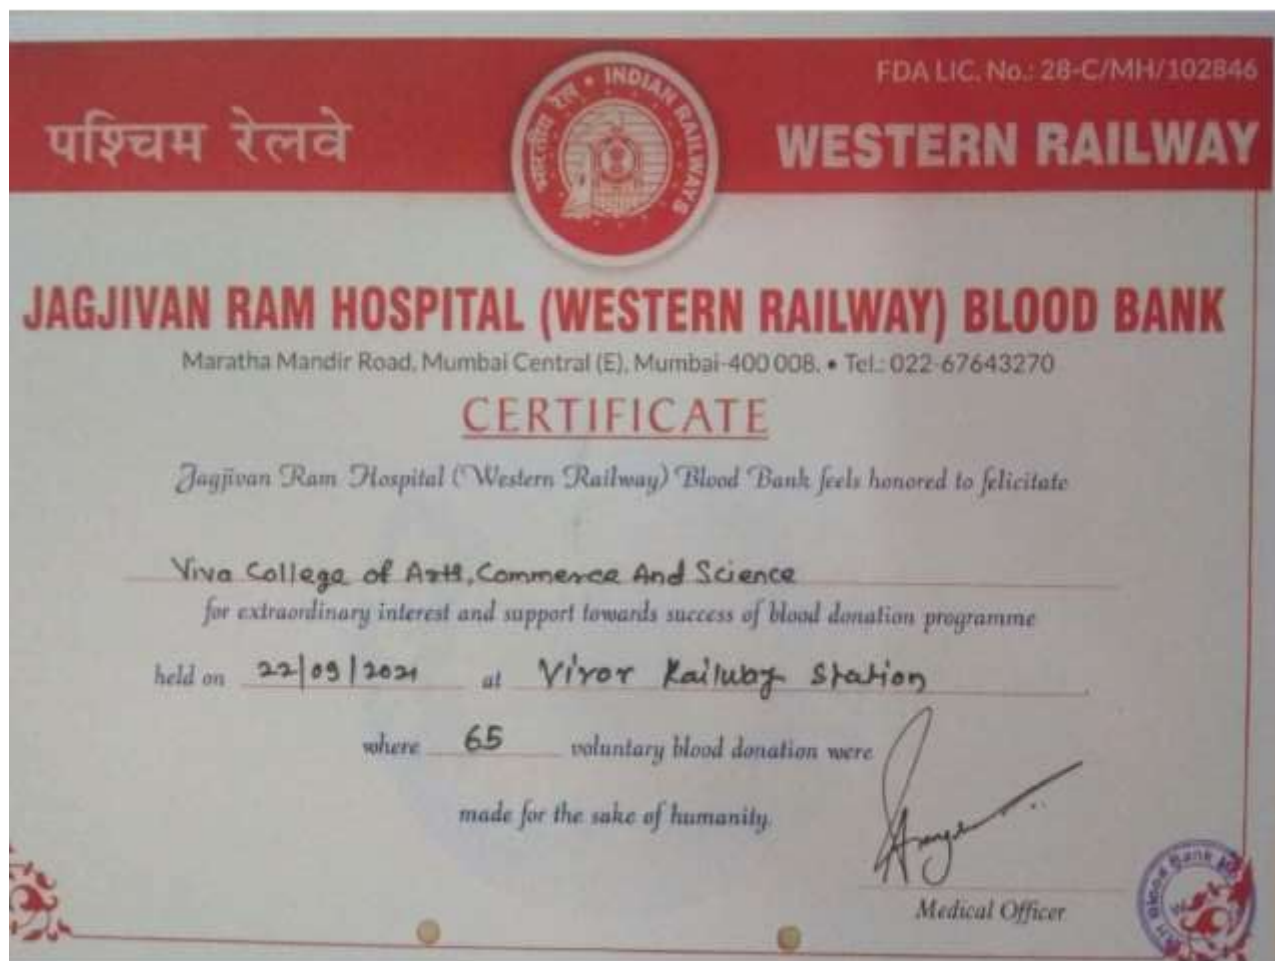 FDA LIC. No.: 28-C/MH/102846
पश्चिम रेलवे
भारतीय रेल • INDIAN RAILWAYS
WESTERN RAILWAY
JAGJIVAN RAM HOSPITAL (WESTERN RAILWAY) BLOOD BANK
Maratha Mandir Road, Mumbai Central (E), Mumbai-400 008. • Tel.: 022-67643270
CERTIFICATE
Jagjivan Ram Hospital (Western Railway) Blood Bank feels honored to felicitate
Viva College of Arts, Commerce And Science
for extraordinary interest and support towards success of blood donation programme
held on 22/09/2021 at Viror Railway Station
where 65 voluntary blood donation were
made for the sake of humanity.
Medical Officer
Blood Bank